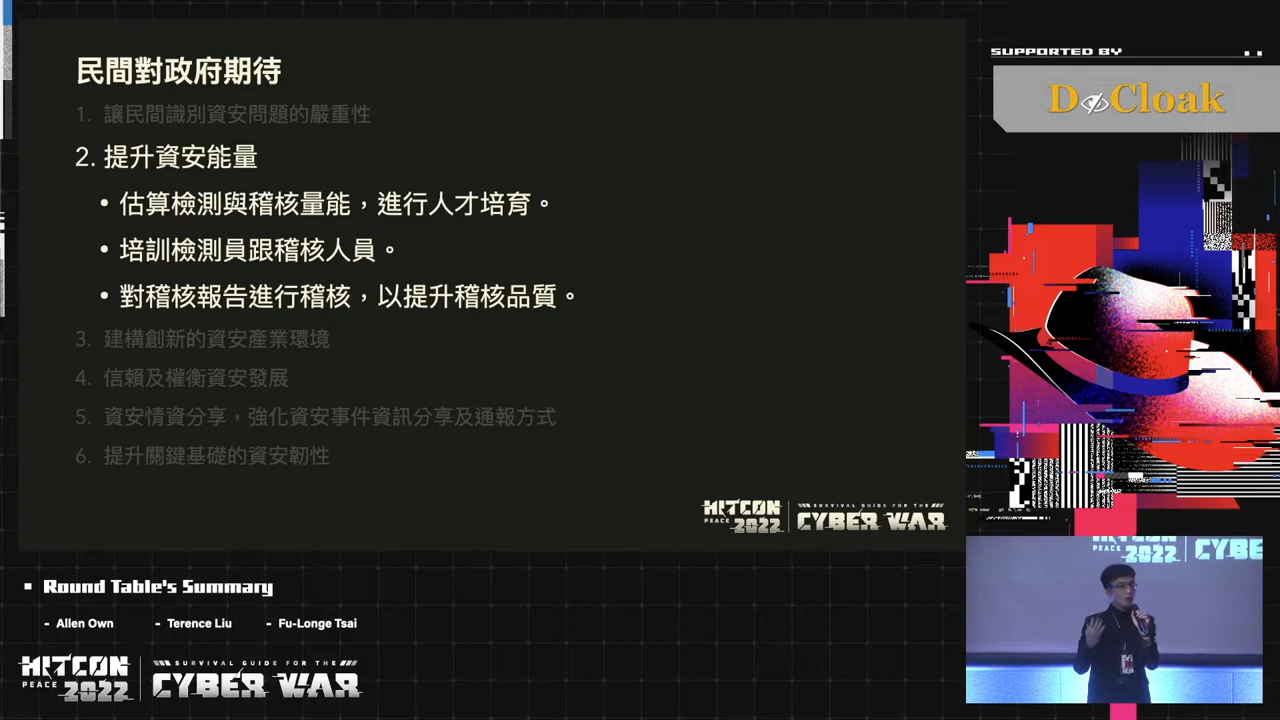 民間對政府期待
1. 讓民間識別資安問題的嚴重性
2. 提升資安能量
• 估算檢測與稽核量能，進行人才培育。
• 培訓檢測員跟稽核人員。
• 對稽核報告進行稽核，以提升稽核品質。
3. 建構創新的資安產業環境
4. 信賴及權衡資安發展
5. 資安情資分享，強化資安事件資訊分享及通報方式
6. 提升關鍵基礎的資安韌性
HITCON PEACE 2022
SURVIVAL GUIDE FOR THE
CYBER WAR
SUPPORTED BY
DoCloak
HITCON PEACE 2022
CYBE
Round Table's Summary
- Allen Own - Terence Liu - Fu-Longe Tsai
HITCON PEACE 2022
SURVIVAL GUIDE FOR THE
CYBER WAR